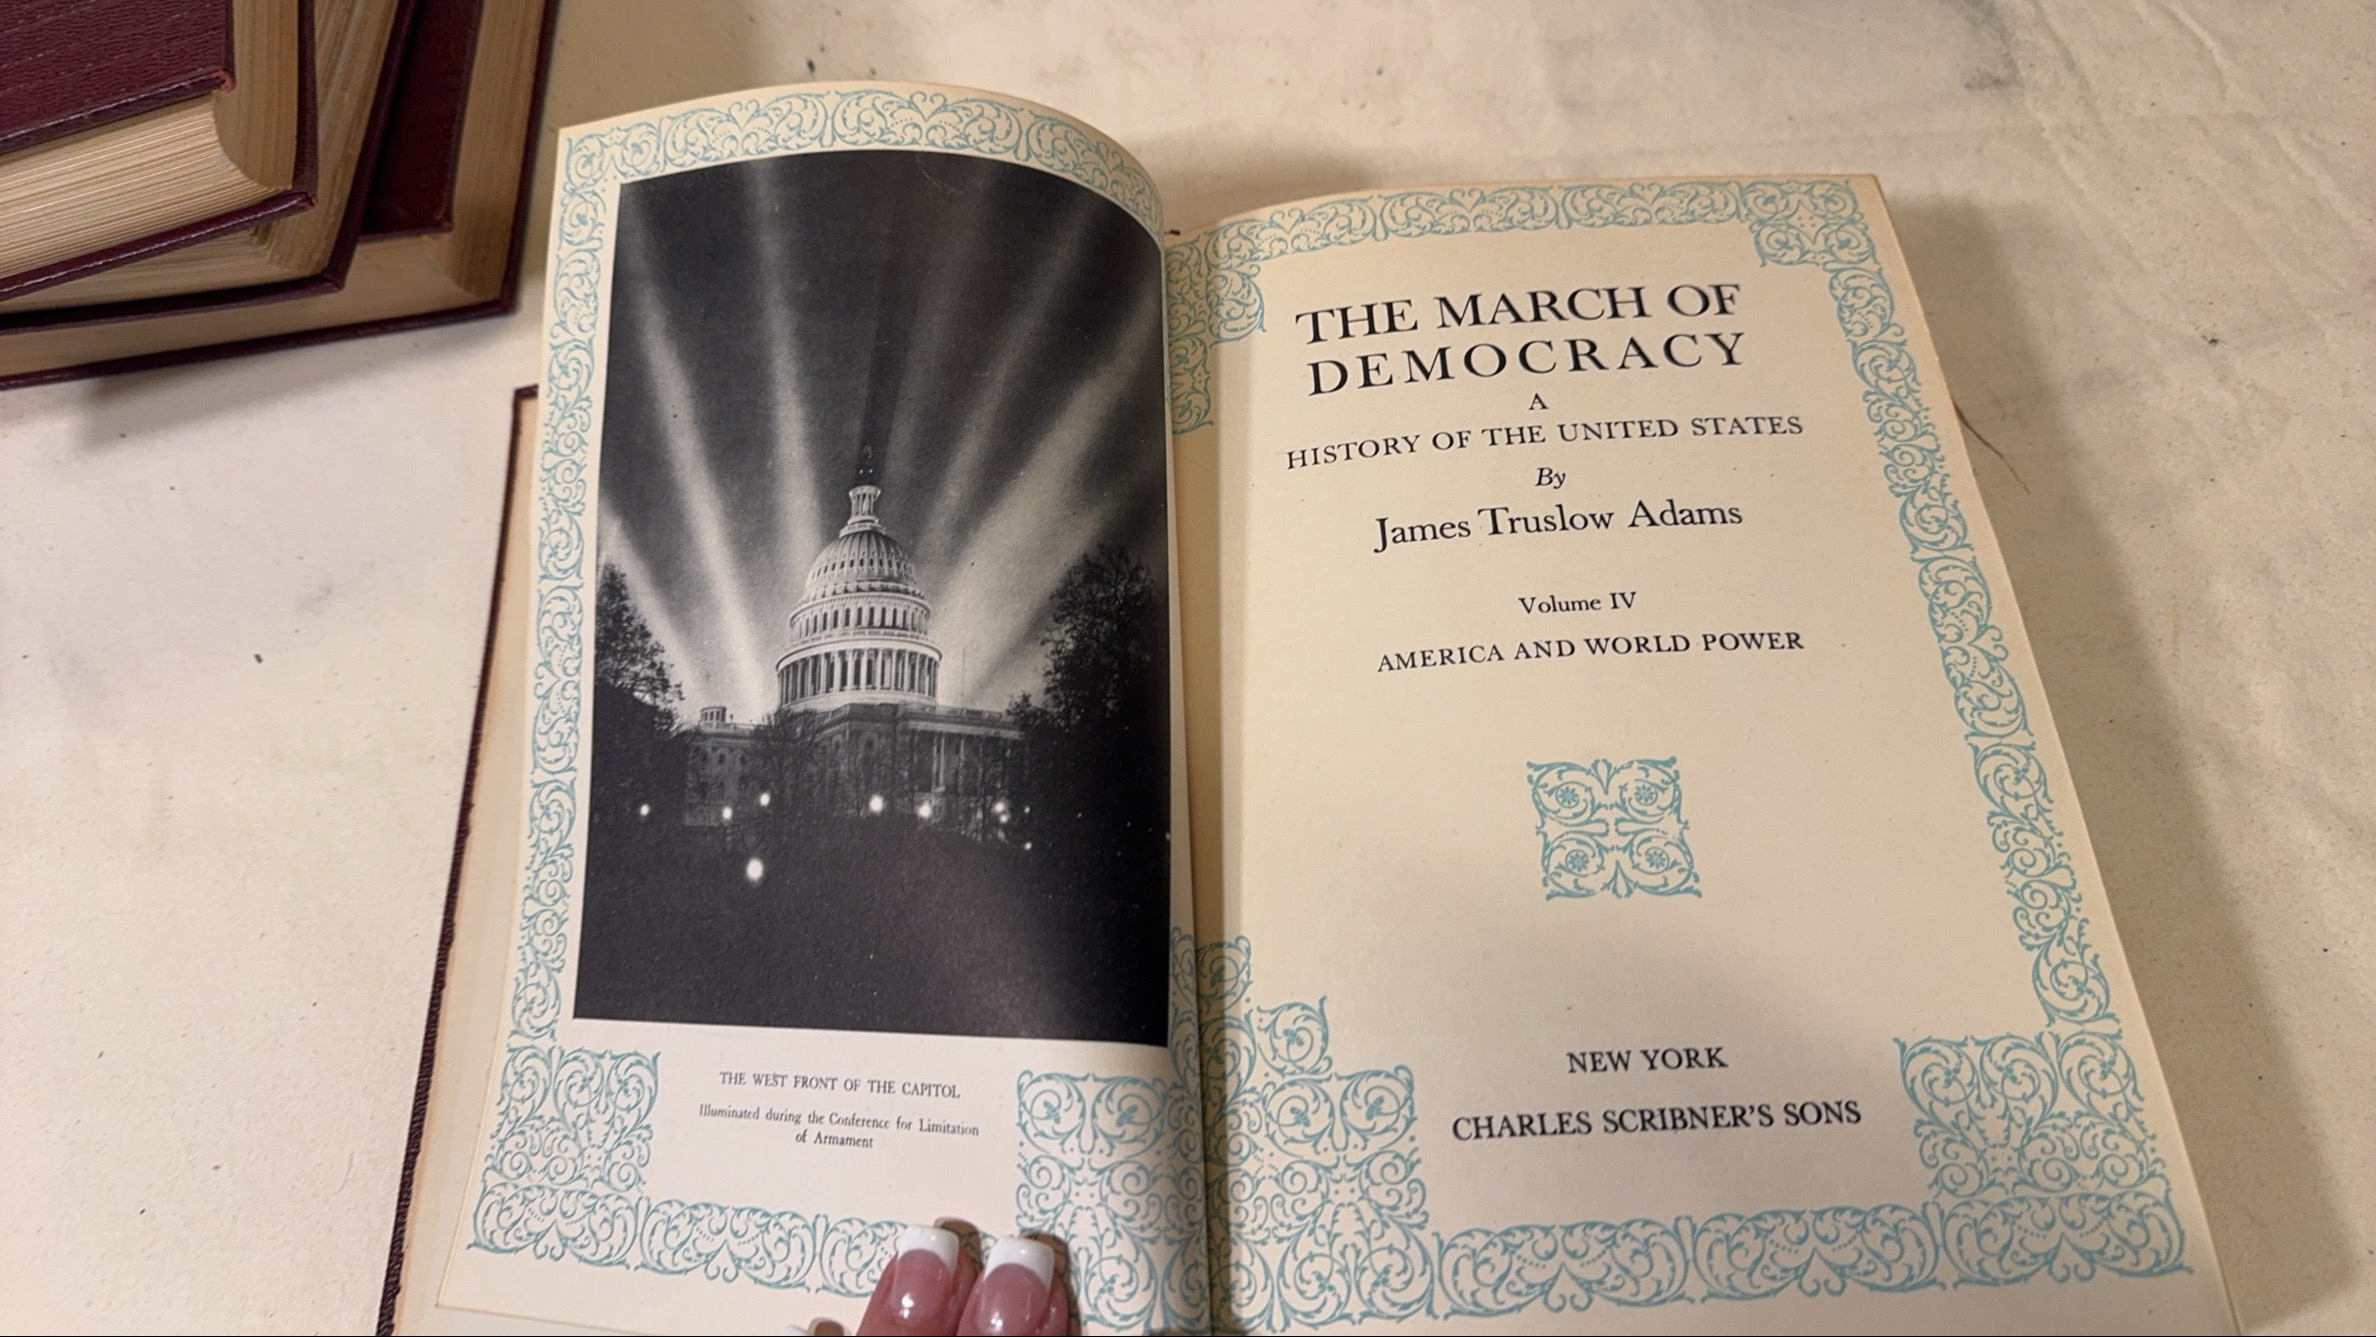 THE WEST FRONT OF THE CAPITOL
Illuminated during the Conference for Limitation
of Armament
THE MARCH OF
DEMOCRACY
A
HISTORY OF THE UNITED STATES
By
James Truslow Adams
Volume IV
AMERICA AND WORLD POWER
NEW YORK
CHARLES SCRIBNER'S SONS